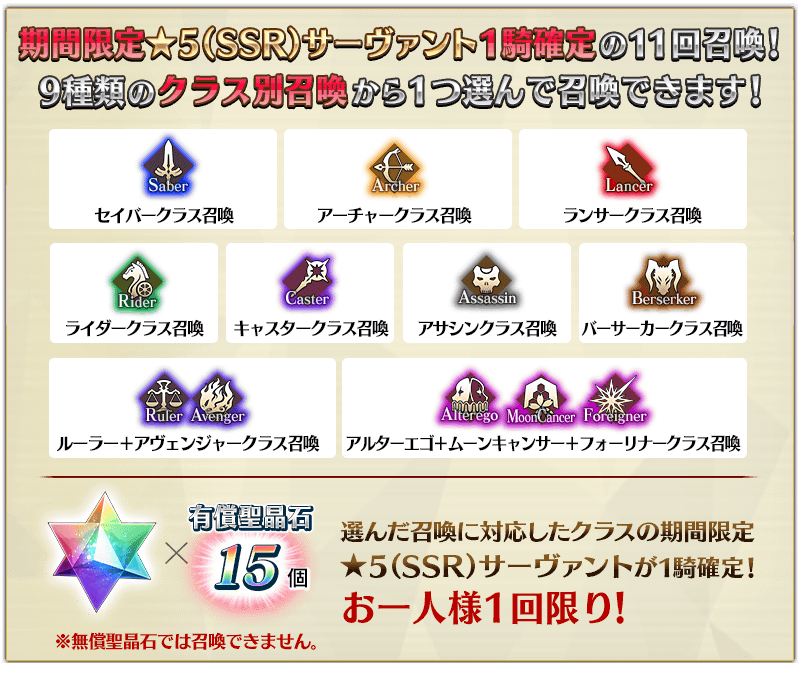 期間限定★5(SSR)サーヴァント1騎確定の11回召喚!
9種類のクラス別召喚から1つ選んで召喚できます!
Saber
セイバークラス召喚
Archer
アーチャークラス召喚
Lancer
ランサークラス召喚
Rider
ライダークラス召喚
Caster
キャスタークラス召喚
Assassin
アサシンクラス召喚
Berserker
バーサーカークラス召喚
Ruler Avenger
ルーラー+アヴェンジャークラス召喚
Alterego MoonCancer Foreigner
アルターエゴ+ムーンキャンサー+フォーリナークラス召喚
×
有償聖晶石
15個
※無償聖晶石では召喚できません。
選んだ召喚に対応したクラスの期間限定
★5(SSR)サーヴァントが1騎確定!
お一人様1回限り!